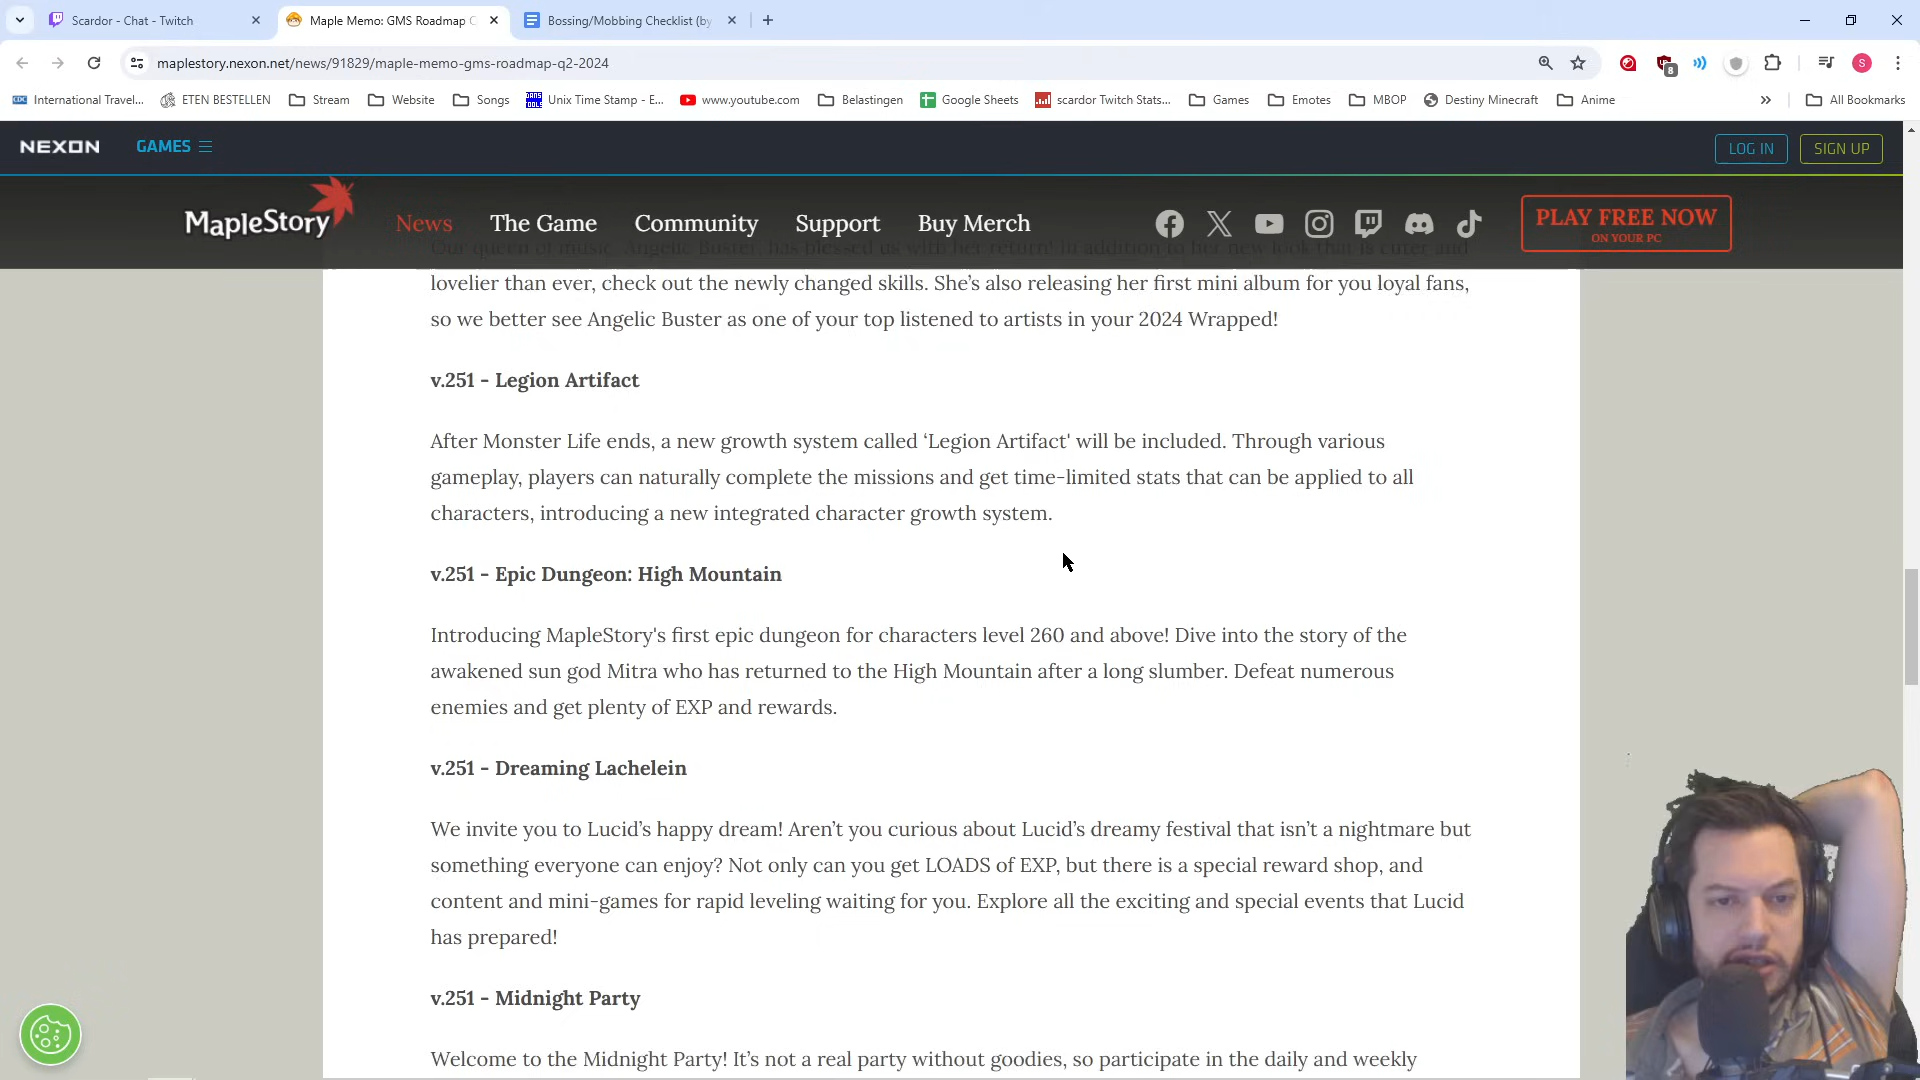 Scardor - Chat - Twitch
Maple Memo: GMS Roadmap
Bossing/Mobbing Checklist (by
maplestory.nexon.net/news/91829/maple-memo-gms-roadmap-q2-2024
8
S
International Travel...
ETEN BESTELLEN
Stream
Website
Songs
Unix Time Stamp - E...
www.youtube.com
Belastingen
Google Sheets
scardor Twitch Stats...
Games
Emotes
MBOP
Destiny Minecraft
Anime
All Bookmarks
NEXON
GAMES
LOG IN
SIGN UP
MapleStory
News
The Game
Community
Support
Buy Merch
PLAY FREE NOW
ON YOUR PC
Our queen of music, Angelic Buster, has blessed us with her return! In addition to her new look that is cuter and
lovelier than ever, check out the newly changed skills. She’s also releasing her first mini album for you loyal fans,
so we better see Angelic Buster as one of your top listened to artists in your 2024 Wrapped!
v.251 - Legion Artifact
After Monster Life ends, a new growth system called ‘Legion Artifact' will be included. Through various
gameplay, players can naturally complete the missions and get time-limited stats that can be applied to all
characters, introducing a new integrated character growth system.
v.251 - Epic Dungeon: High Mountain
Introducing MapleStory's first epic dungeon for characters level 260 and above! Dive into the story of the
awakened sun god Mitra who has returned to the High Mountain after a long slumber. Defeat numerous
enemies and get plenty of EXP and rewards.
v.251 - Dreaming Lachelein
We invite you to Lucid’s happy dream! Aren’t you curious about Lucid’s dreamy festival that isn’t a nightmare but
something everyone can enjoy? Not only can you get LOADS of EXP, but there is a special reward shop, and
content and mini-games for rapid leveling waiting for you. Explore all the exciting and special events that Lucid
has prepared!
v.251 - Midnight Party
Welcome to the Midnight Party! It’s not a real party without goodies, so participate in the daily and weekly